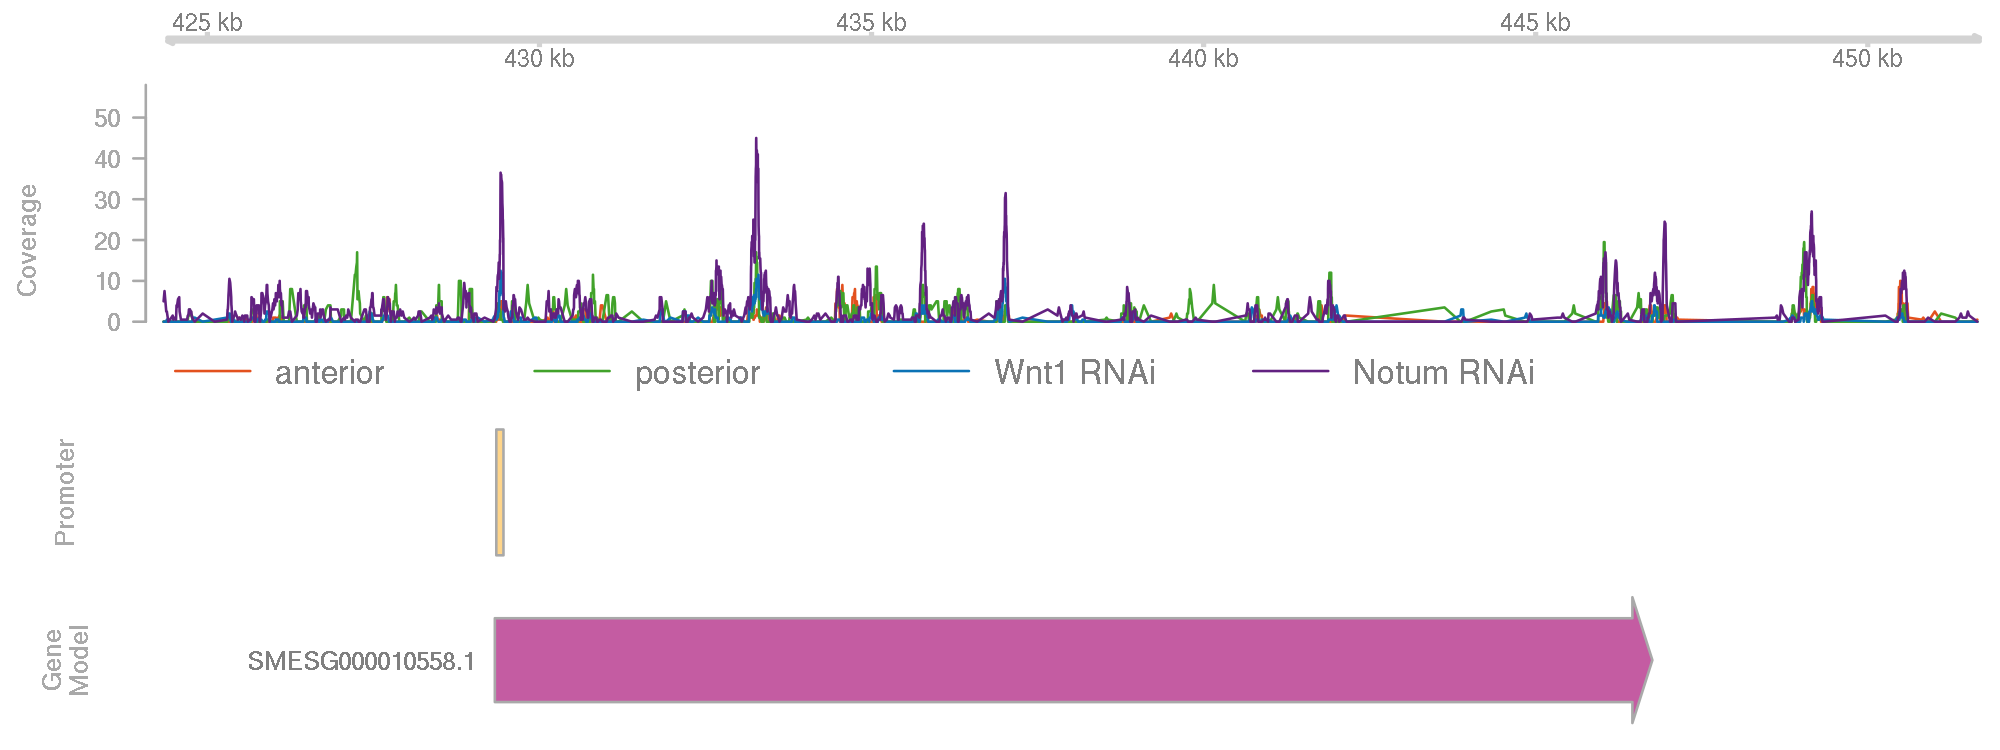 425 kb 435 kb 445 kb
430 kb 440 kb 450 kb
Coverage
50
40
30
20
10
0
anterior posterior Wnt1 RNAi Notum RNAi
Promoter
Gene
Model
SMESG000010558.1